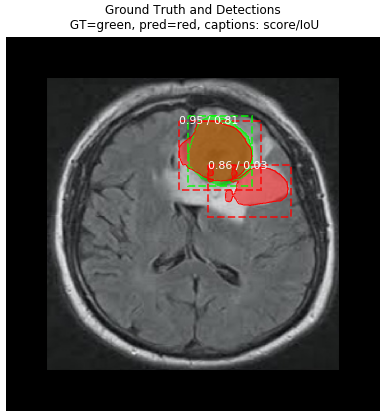 Ground Truth and Detections
GT=green, pred=red, captions: score/IoU
0.95 / 0.81
0.86 / 0.03